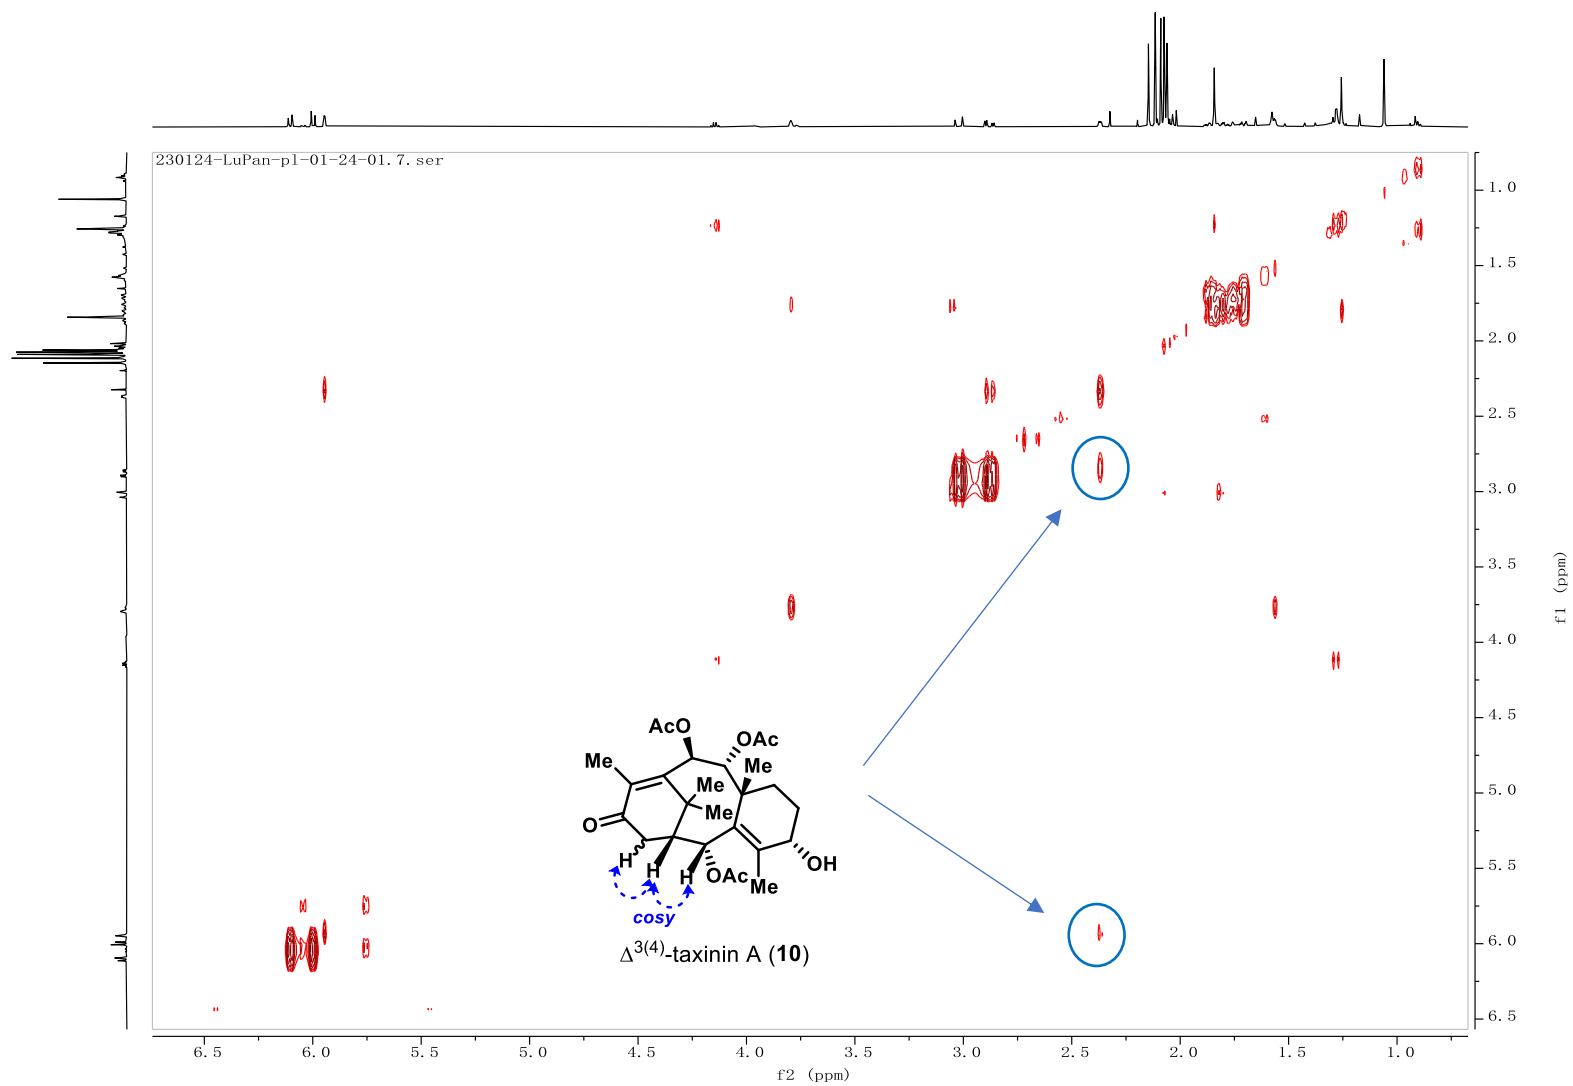 230124-LuPan-pl-01-24-01.7.ser
1.0
1.5
2.0
2.5
3.0
3.5
4.0
4.5
5.0
5.5
6.0
6.5
f1 (ppm)
AcO
OAc
Me
Me
Me
Me
O
H
H
H
OAc
Me
OH
cosy
Δ3(4)-taxinin A (10)
6.5 6.0 5.5 5.0 4.5 4.0 3.5 3.0 2.5 2.0 1.5 1.0
f2 (ppm)